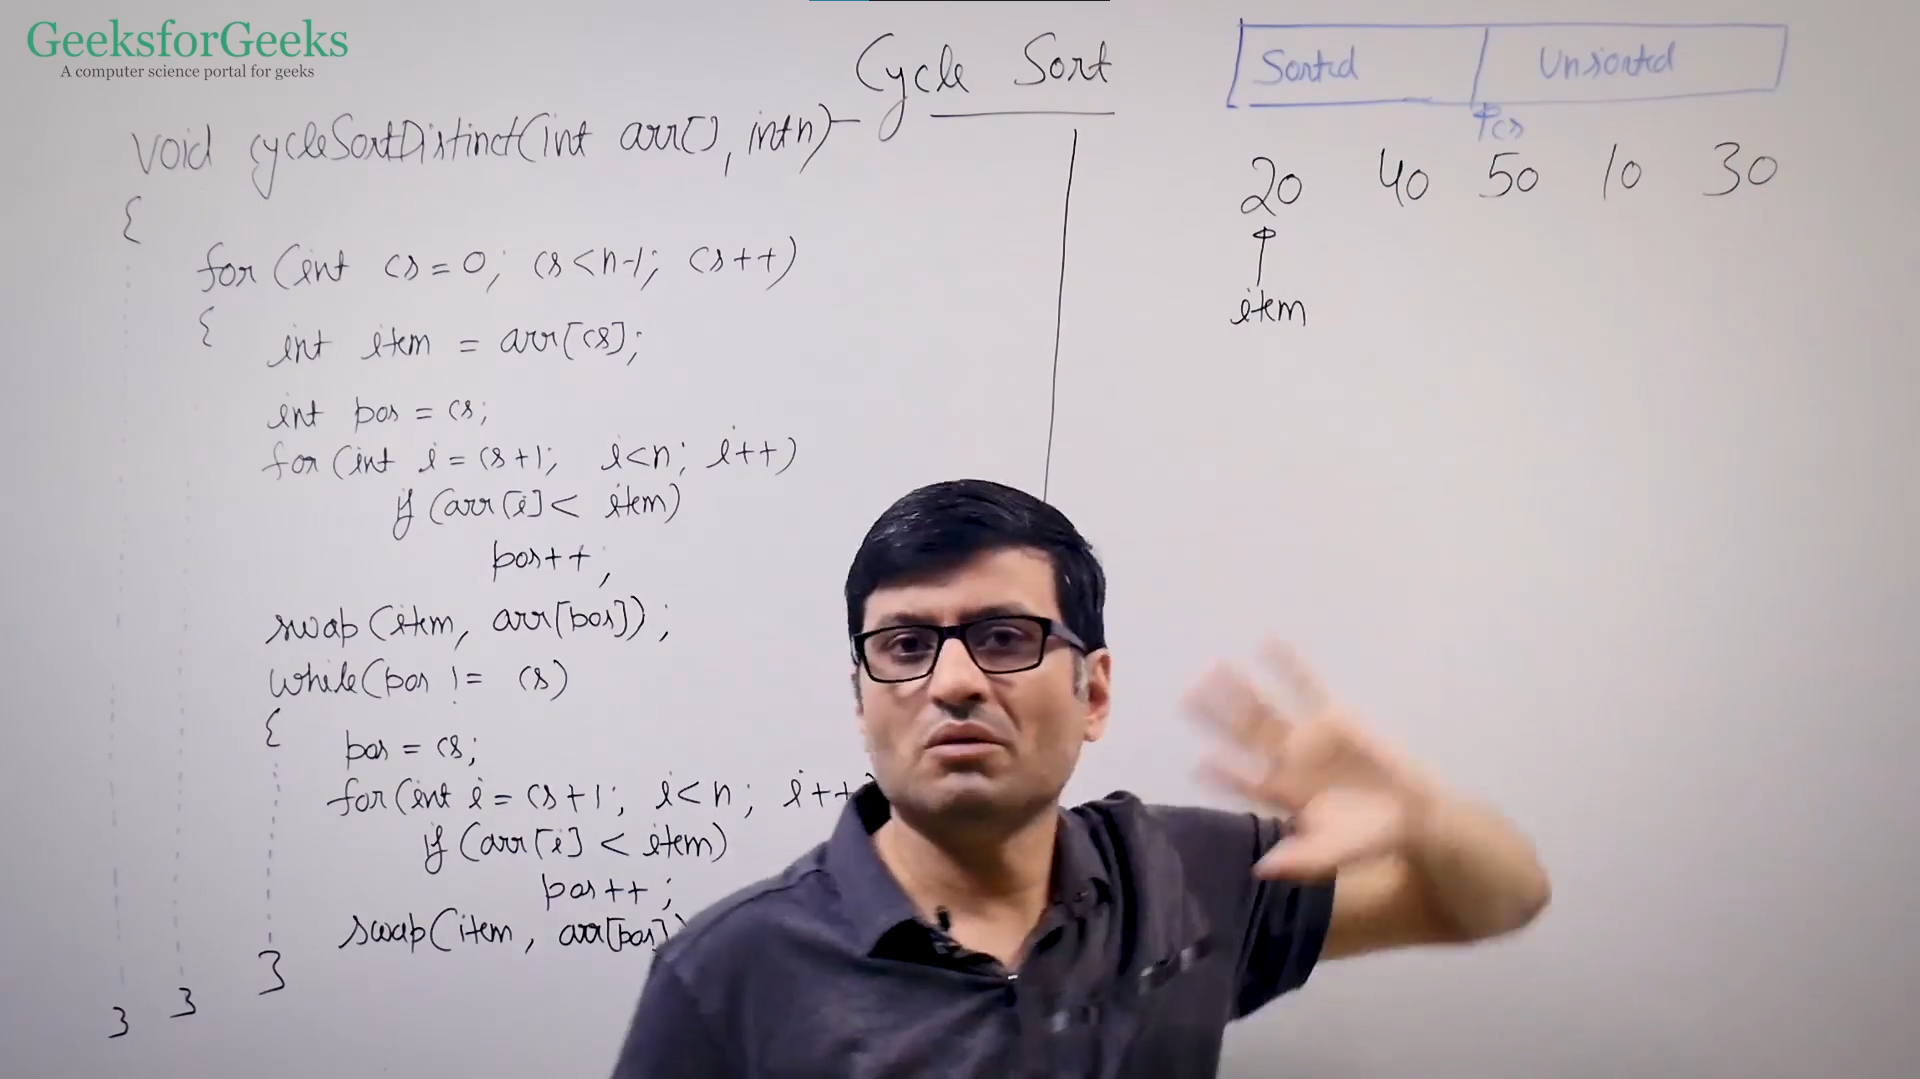 GeeksforGeeks
A computer science portal for geeks
Cycle Sort
void cycleSortDistinct(int arr[], int n)
{
for (int cs = 0; cs < n-1; cs++)
{
int item = arr[cs];
int pos = cs;
for (int i = cs+1; i<n; i++)
if (arr[i] < item)
pos++;
swap(item, arr[pos]);
while(pos != cs)
{
pos = cs;
for(int i = cs+1; i<n; i++
if (arr[i] < item)
pos++;
swap(item, arr[pos])
}
}
}
Sorted Unsorted
cs
20 40 50 10 30
item